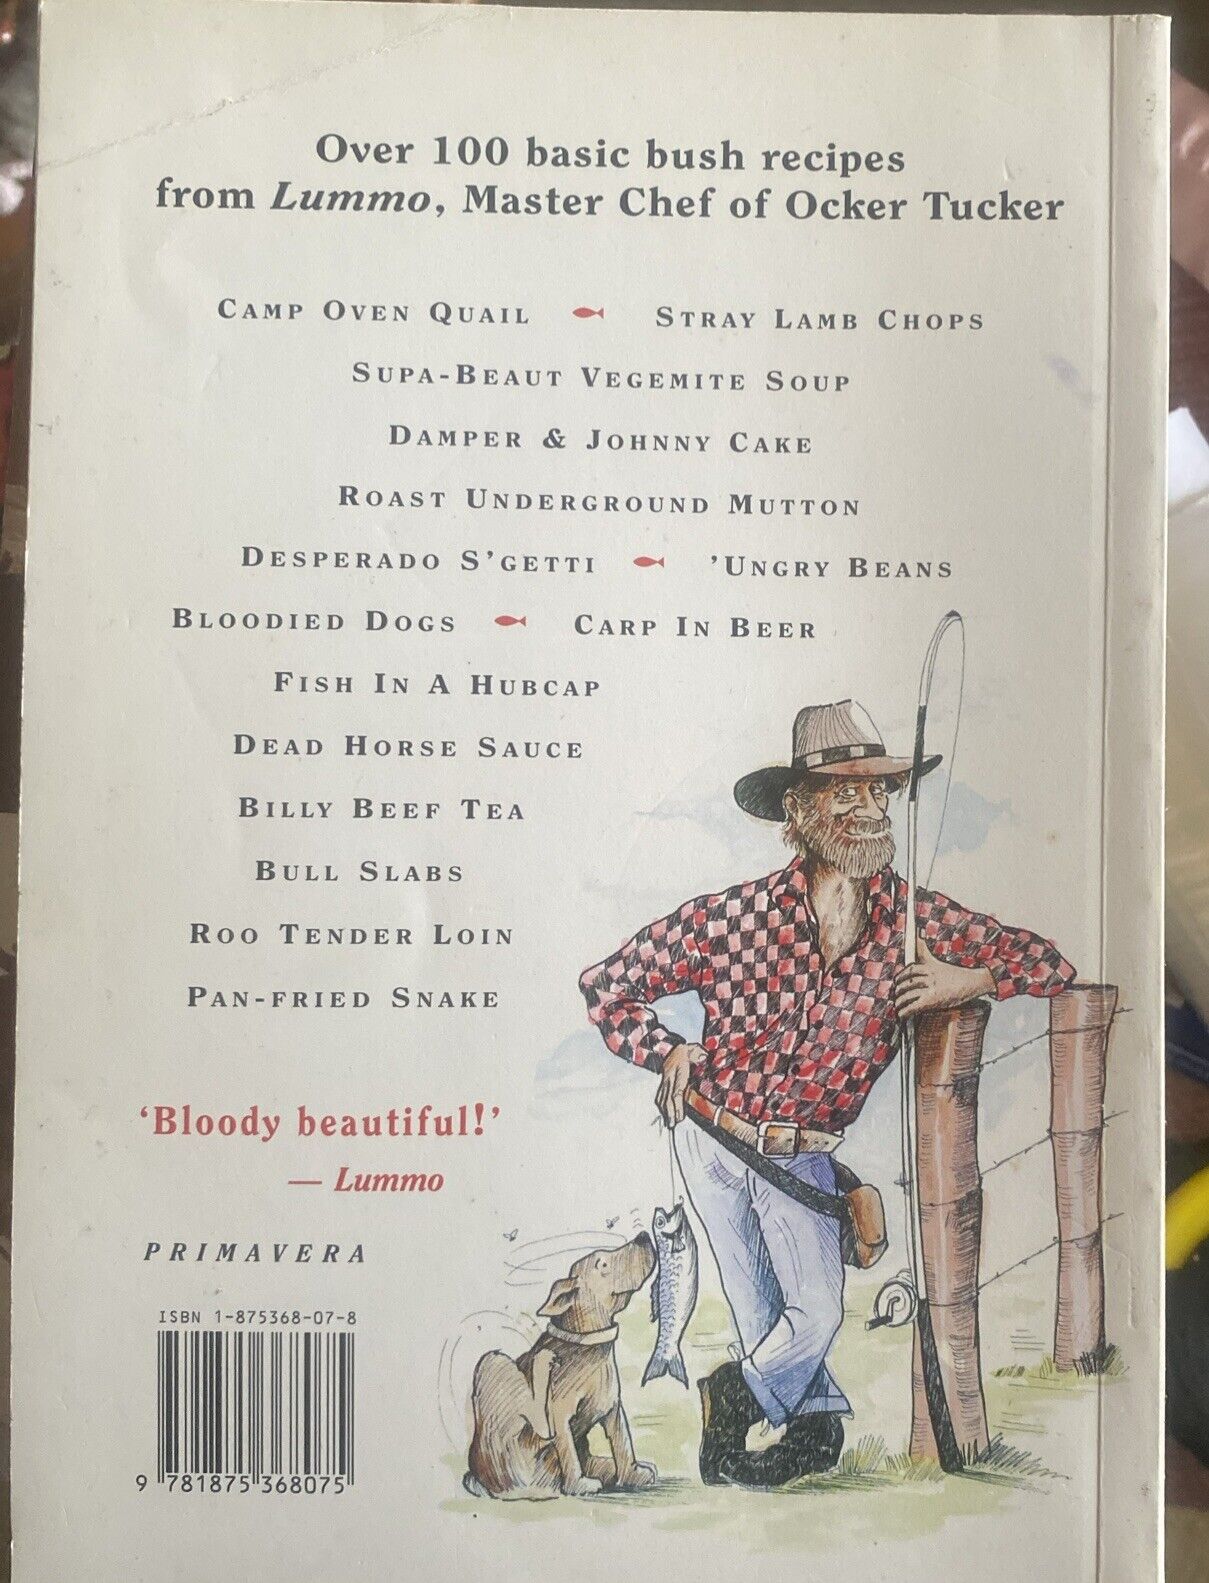 Over 100 basic bush recipes
from Lummo, Master Chef of Ocker Tucker
CAMP OVEN QUAIL STRAY LAMB CHOPS
SUPA-BEAUT VEGEMITE SOUP
DAMPER & JOHNNY CAKE
ROAST UNDERGROUND MUTTON
DESPERADO S'GETTI 'UNGRY BEANS
BLOODIED DOGS CARP IN BEER
FISH IN A HUBCAP
DEAD HORSE SAUCE
BILLY BEEF TEA
BULL SLABS
ROO TENDER LOIN
PAN-FRIED SNAKE
‘Bloody beautiful!’
— Lummo
PRIMAVERA
ISBN 1-875368-07-8
9 781875 368075